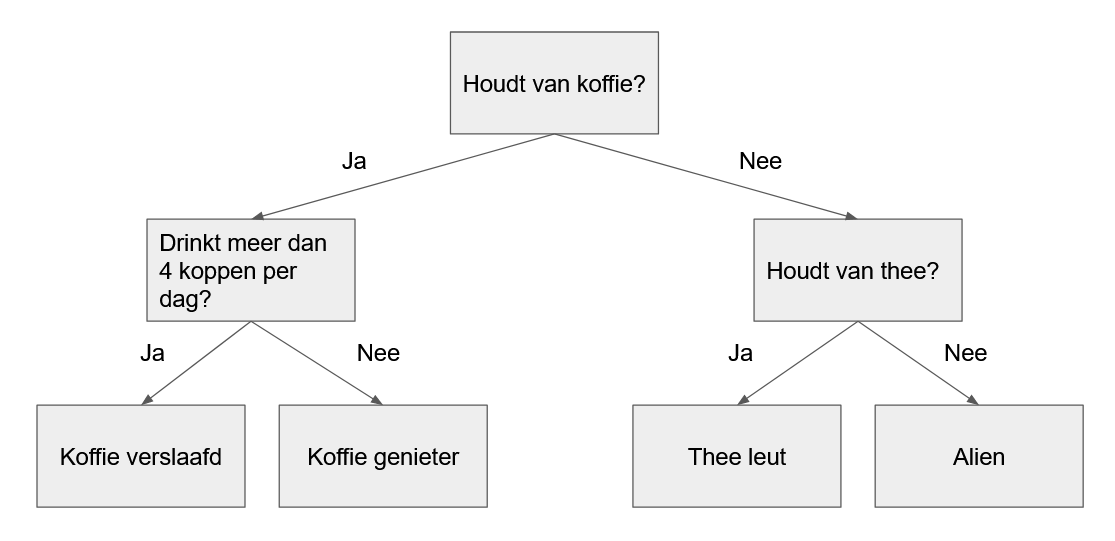 Houdt van koffie?
Ja
Nee
Drinkt meer dan
4 koppen per
dag?
Houdt van thee?
Ja
Nee
Ja
Nee
Koffie verslaafd
Koffie genieter
Thee leut
Alien